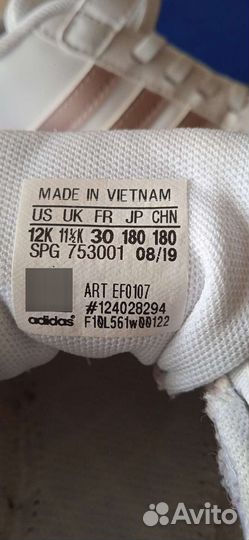 MADE IN VIETNAM
US UK FR JP CHN
12K 11½K 30 180 180
SPG 753001 08/19
ART EF0107
#124028294
adidas F10L561W00122
Avito